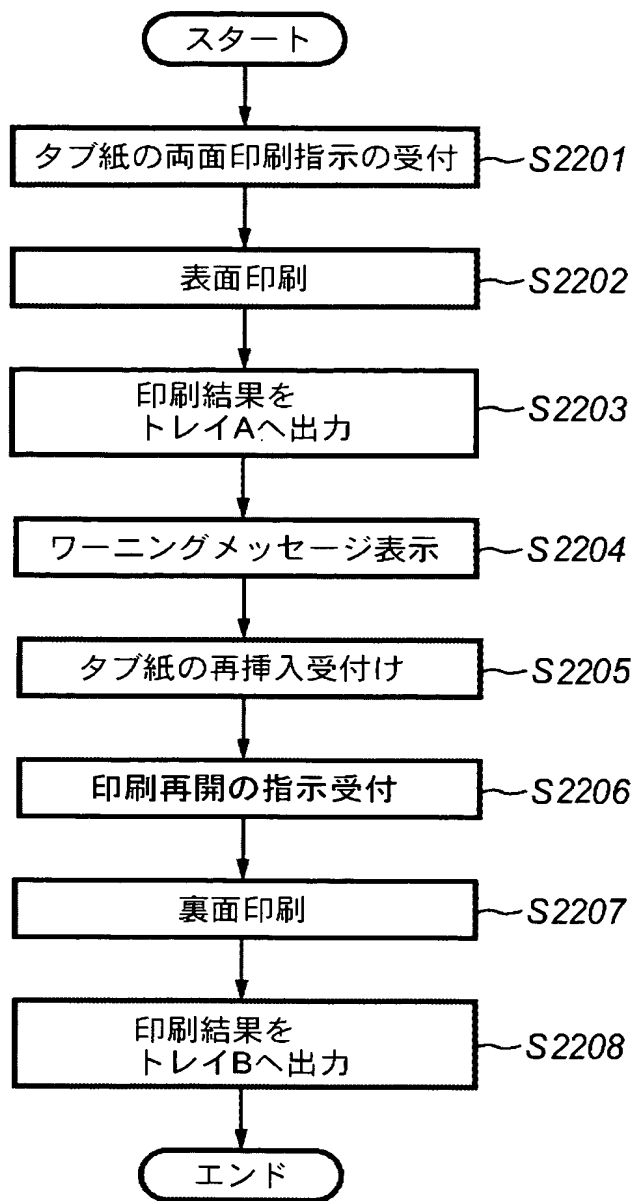 スタート
タブ紙の両面印刷指示の受付 S2201
表面印刷 S2202
印刷結果を
トレイAへ出力 S2203
ワーニングメッセージ表示 S2204
タブ紙の再挿入受付け S2205
印刷再開の指示受付 S2206
裏面印刷 S2207
印刷結果を
トレイBへ出力 S2208
エンド